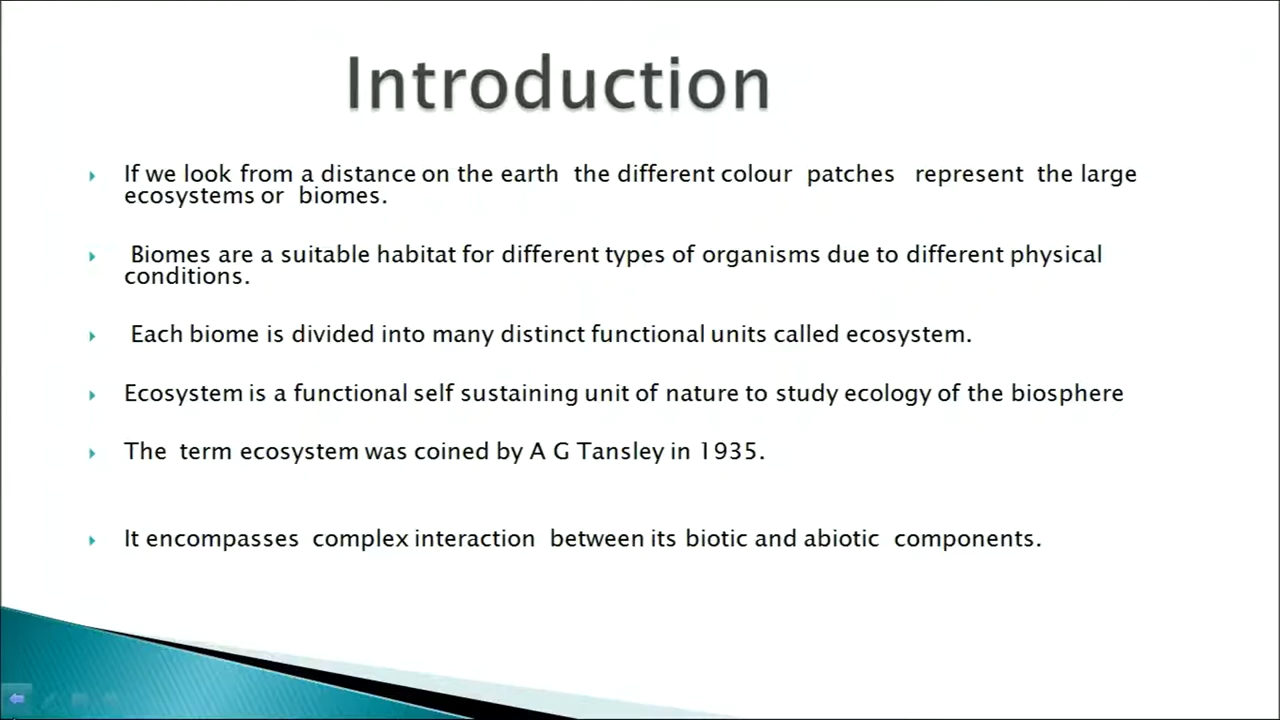 Introduction
If we look from a distance on the earth the different colour patches represent the large
ecosystems or biomes.
Biomes are a suitable habitat for different types of organisms due to different physical
conditions.
Each biome is divided into many distinct functional units called ecosystem.
Ecosystem is a functional self sustaining unit of nature to study ecology of the biosphere
The term ecosystem was coined by A G Tansley in 1935.
It encompasses complex interaction between its biotic and abiotic components.